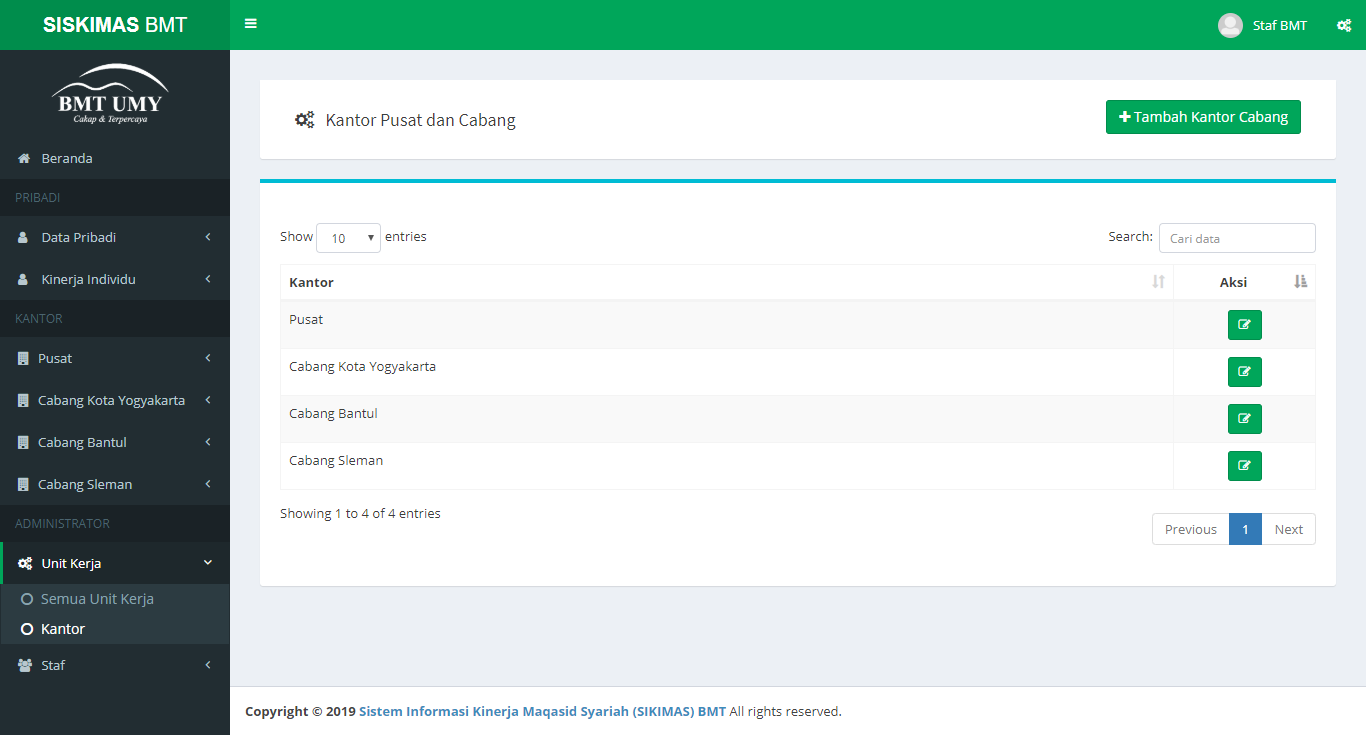 SISKIMAS BMT
Staf BMT
BMT UMY
Cakap & Terpercaya
Beranda
PRIBADI
Data Pribadi
Kinerja Individu
KANTOR
Pusat
Cabang Kota Yogyakarta
Cabang Bantul
Cabang Sleman
ADMINISTRATOR
Unit Kerja
Semua Unit Kerja
Kantor
Staf
Kantor Pusat dan Cabang
Tambah Kantor Cabang
Show 10 entries
Search: Cari data
Kantor Aksi
Pusat
Cabang Kota Yogyakarta
Cabang Bantul
Cabang Sleman
Showing 1 to 4 of 4 entries
Previous 1 Next
Copyright © 2019 Sistem Informasi Kinerja Maqasid Syariah (SIKIMAS) BMT All rights reserved.